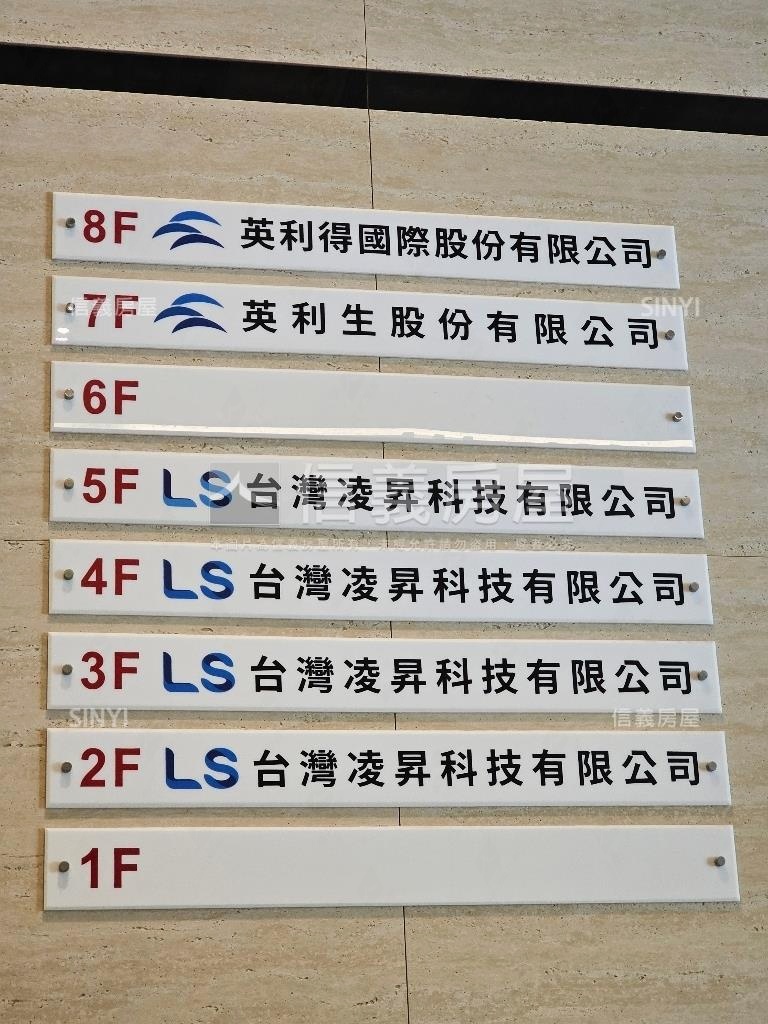 8F 英利得國際股份有限公司
7F 英利生股份有限公司
信義房屋
SINYI
6F
5F LS 台灣凌昇科技有限公司
信義房屋
4F LS 台灣凌昇科技有限公司
3F LS 台灣凌昇科技有限公司
SINYI
信義房屋
2F LS 台灣凌昇科技有限公司
1F